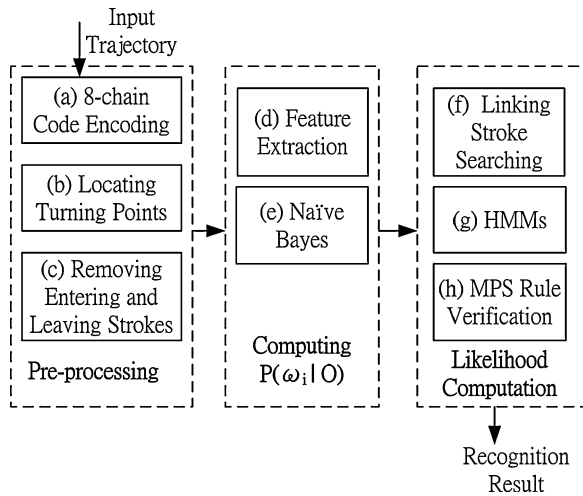 Input
Trajectory
(a) 8-chain
Code Encoding
(b) Locating
Turning Points
(c) Removing
Entering and
Leaving Strokes
Pre-processing
(d) Feature
Extraction
(e) Naïve
Bayes
Computing
P(ωi|O)
(f) Linking
Stroke
Searching
(g) HMMs
(h) MPS Rule
Verification
Likelihood
Computation
Recognition
Result